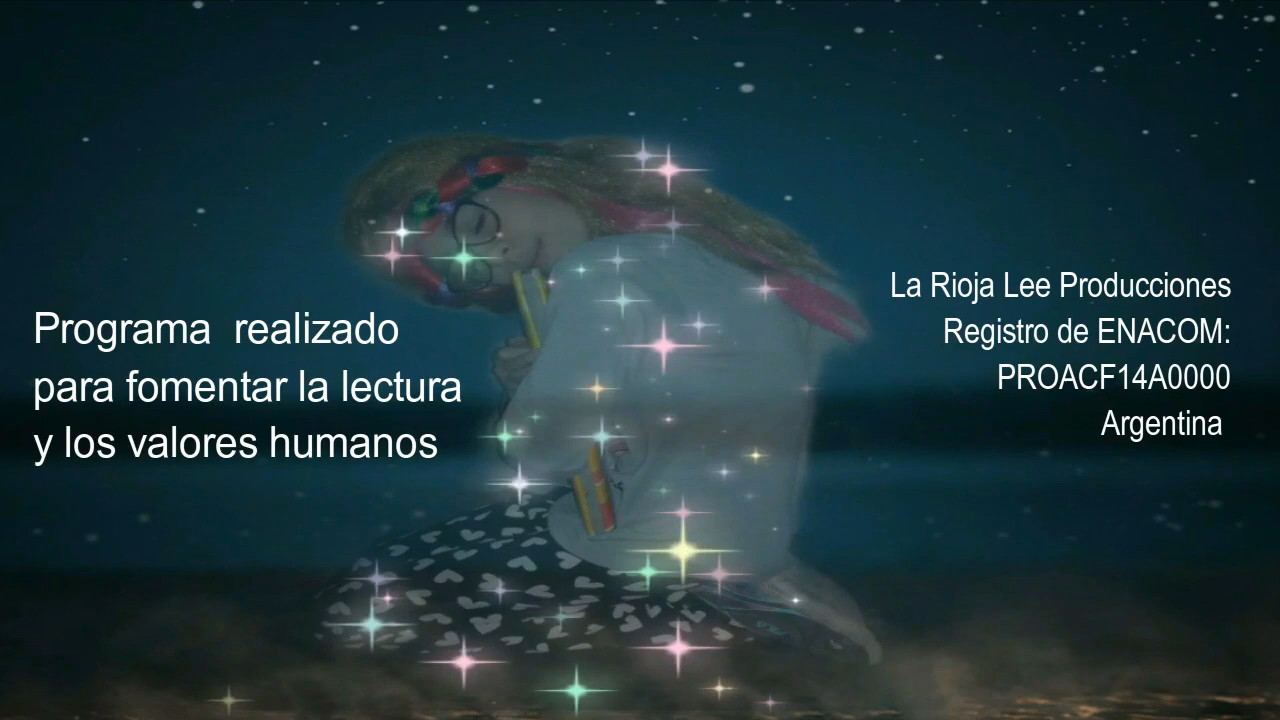 Programa realizado
para fomentar la lectura
y los valores humanos
La Rioja Lee Producciones
Registro de ENACOM:
PROACF14A0000
Argentina